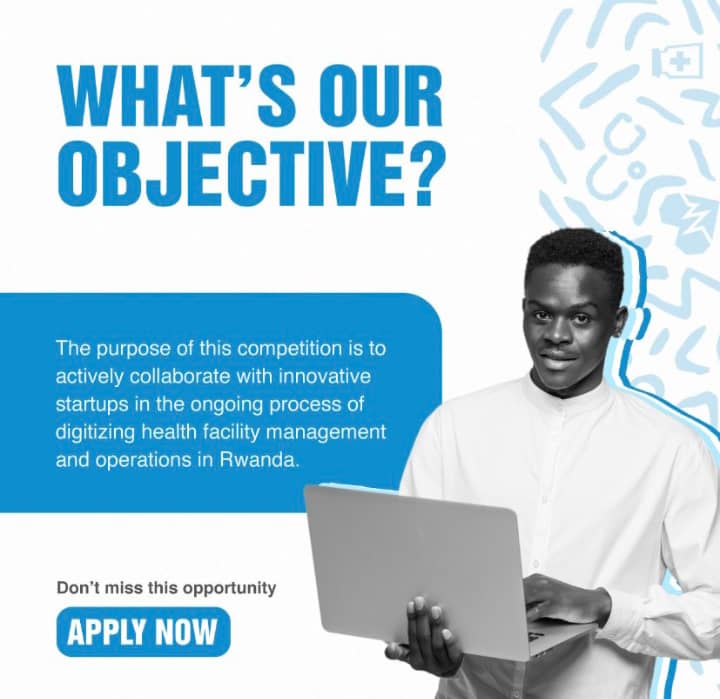 WHAT'S OUR
OBJECTIVE?
The purpose of this competition is to
actively collaborate with innovative
startups in the ongoing process of
digitizing health facility management
and operations in Rwanda.
Don't miss this opportunity
APPLY NOW